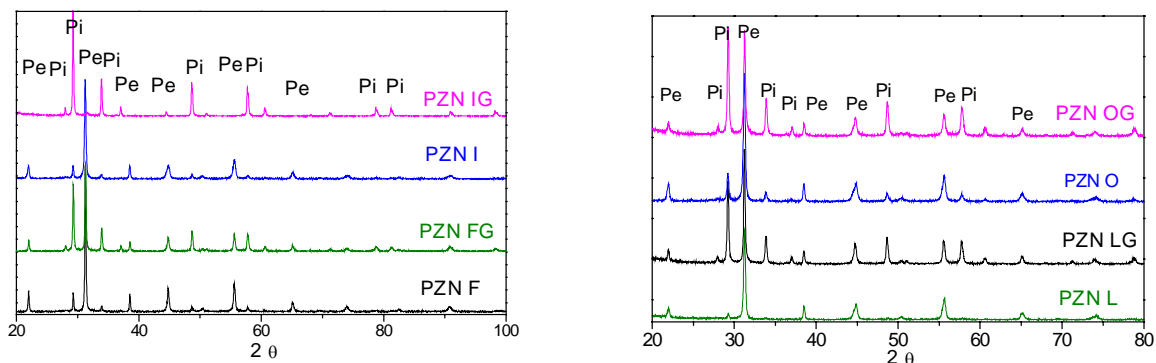 Pi
Pe Pi
Pe Pi Pe Pe Pi Pe Pi Pe Pi Pi
PZN IG
PZN I
PZN FG
PZN F
20 40 60 80 100
2 θ
Pi Pe
Pe Pi Pi Pe Pe Pi Pe Pi Pe
PZN OG
PZN O
PZN LG
PZN L
20 30 40 50 60 70 80
2 θ